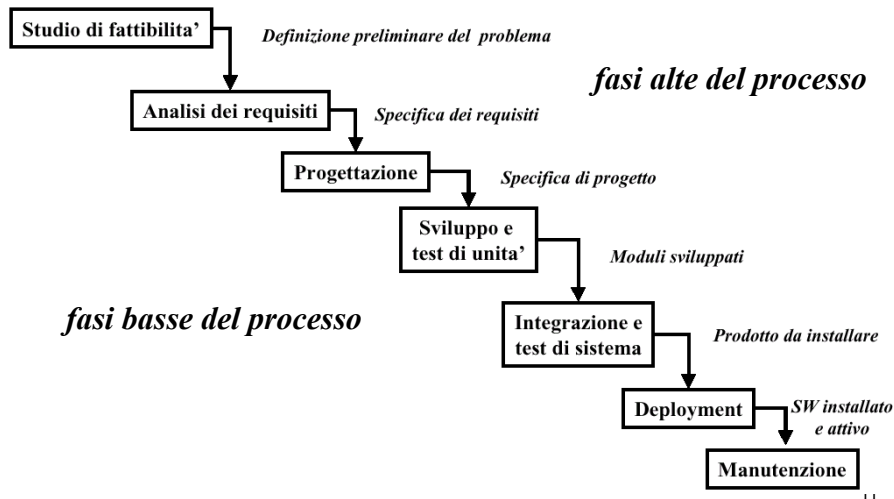 Studio di fattibilita’
Definizione preliminare del problema
fasi alte del processo
Analisi dei requisiti
Specifica dei requisiti
Progettazione
Specifica di progetto
Sviluppo e
test di unita’
Moduli sviluppati
fasi basse del processo
Integrazione e
test di sistema
Prodotto da installare
Deployment
SW installato
e attivo
Manutenzione